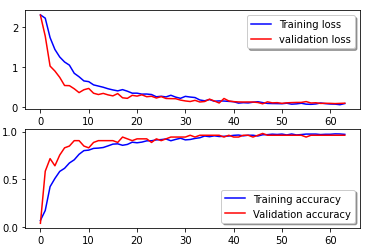 2
1
0
Training loss
validation loss
0 10 20 30 40 50 60
1.0
0.5
0.0
Training accuracy
Validation accuracy
0 10 20 30 40 50 60